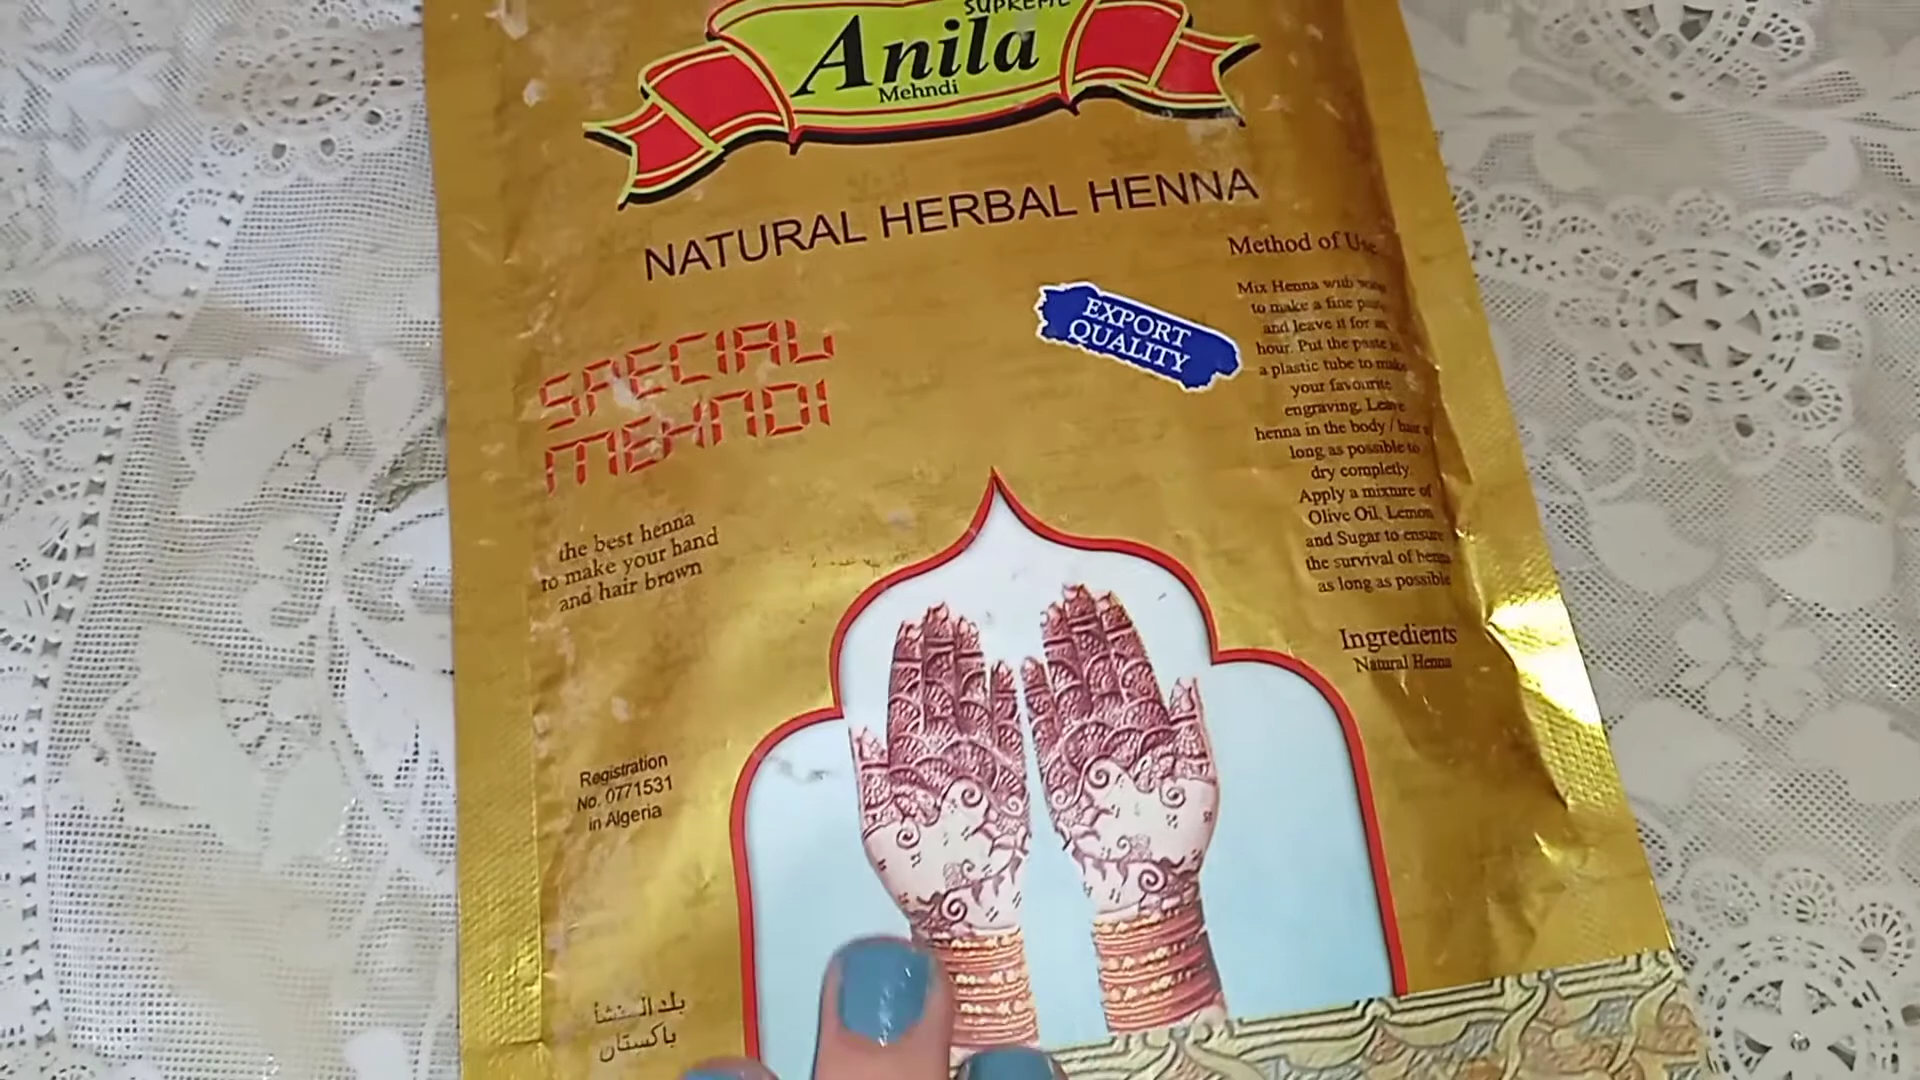 SUPREME
Anila
Mehndi
NATURAL HERBAL HENNA
EXPORT
QUALITY
SPECIAL
MEHNDI
the best henna
to make your hand
and hair brown
Registration
No. 0771531
in Algeria
بلد المنشأ
باكستان
Method of Use
Mix Henna with
to make a fine
and leave it for
hour. Put the paste
a plastic tube to make
your favourite
engraving, Leave
henna in the body /
long as possible to
dry completly.
Apply a mixture of
Olive Oil, Lemon
and Sugar to ensure
the survival of henna
as long as possible
Ingredients
Natural Henna